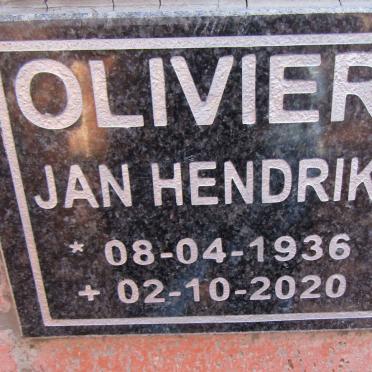 OLIVIER
JAN HENDRIK
* 08-04-1936
+ 02-10-2020